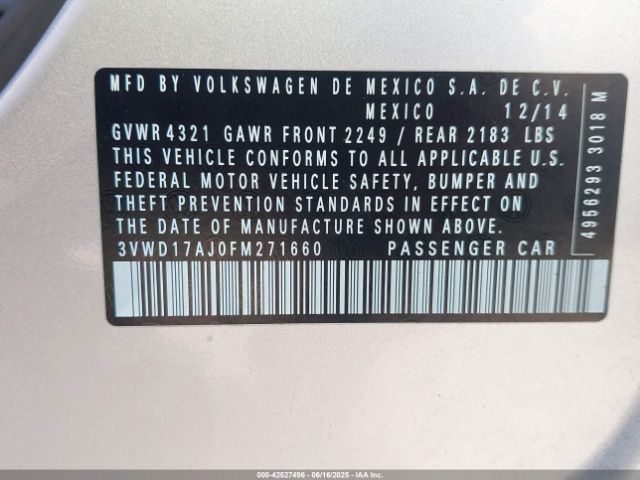 MFD BY VOLKSWAGEN DE MEXICO S.A. DE C.V.
MEXICO 12/14
GVWR 4321 GAWR FRONT 2249 / REAR 2183 LBS
THIS VEHICLE CONFORMS TO ALL APPLICABLE U.S.
FEDERAL MOTOR VEHICLE SAFETY, BUMPER AND
THEFT PREVENTION STANDARDS IN EFFECT ON
THE DATE OF MANUFACTURE SHOWN ABOVE.
3VWD17AJ0FM271660 PASSENGER CAR
4956293 3018 M
000-42527496 - 06/16/2025 - IAAI.COM